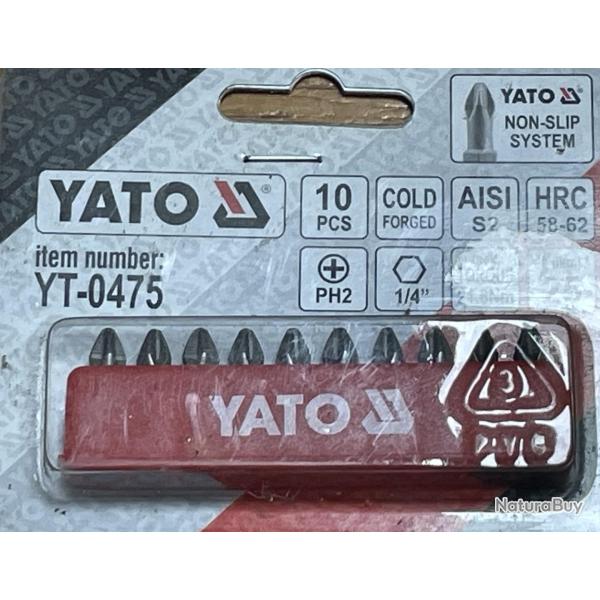 YATO
NON-SLIP
SYSTEM
YATO ®
10
PCS
COLD
FORGED
AISI
S2
HRC
58-62
item number:
YT-0475
PH2
1/4"
YATO
3
PVC
NaturaBuy